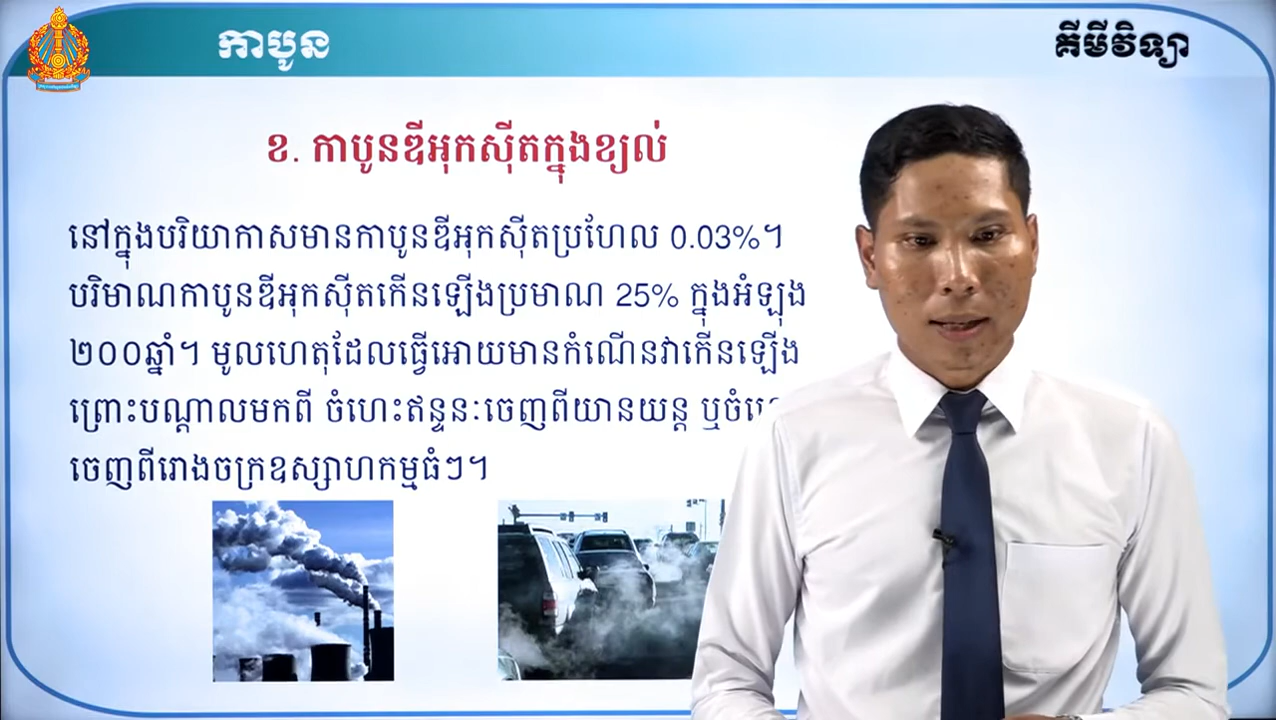 កាបូន
គីមីវិទ្យា
ខ. កាបូនឌីអុកស៊ីតក្នុងខ្យល់
នៅក្នុងបរិយាកាសមានកាបូនឌីអុកស៊ីតប្រហែល 0.03%។
បរិមាណកាបូនឌីអុកស៊ីតកើនឡើងប្រមាណ 25% ក្នុងអំឡុង
២០០ឆ្នាំ។ មូលហេតុដែលធ្វើអោយមានកំណើនវាកើនឡើង
ព្រោះបណ្តាលមកពី ចំហេះឥន្ទនៈចេញពីយានយន្ត ឬ
ចេញពីរោងចក្រឧស្សាហកម្មធំៗ។